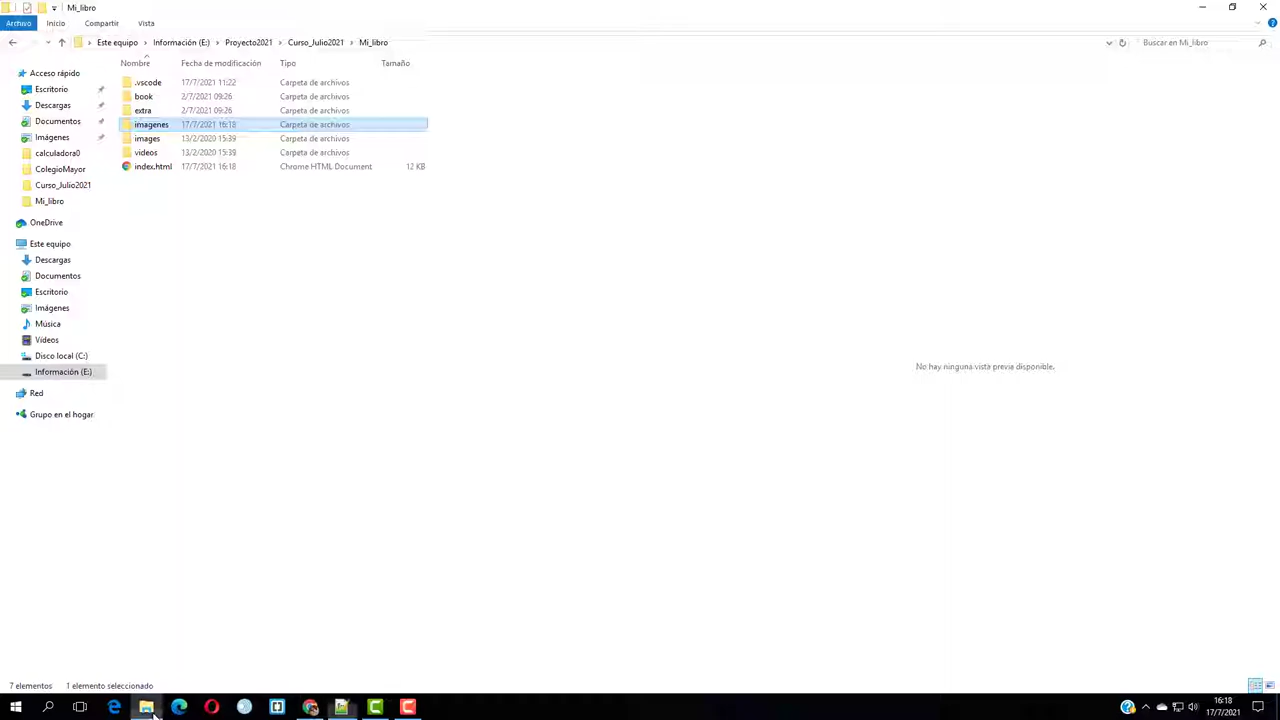 Mi_libro
Archivo Inicio Compartir Vista
Este equipo Información (E:) Proyecto2021 Curso_Julio2021 Mi_libro Buscar en Mi_libro
Nombre Fecha de modificación Tipo Tamaño
Acceso rápido
Escritorio
Descargas
Documentos
Imágenes
calculadora0
ColegioMayor
Curso_Julio2021
Mi_libro
OneDrive
Este equipo
Descargas
Documentos
Escritorio
Imágenes
Música
Vídeos
Disco local (C:)
Información (E:)
Red
Grupo en el hogar
.vscode 17/7/2021 11:22 Carpeta de archivos
book 2/7/2021 09:26 Carpeta de archivos
extra 2/7/2021 09:26 Carpeta de archivos
imagenes 17/7/2021 16:18 Carpeta de archivos
images 13/2/2020 15:39 Carpeta de archivos
videos 13/2/2020 15:39 Carpeta de archivos
index.html 17/7/2021 16:18 Chrome HTML Document 12 KB
No hay ninguna vista previa disponible.
7 elementos 1 elemento seleccionado
16:18
17/7/2021